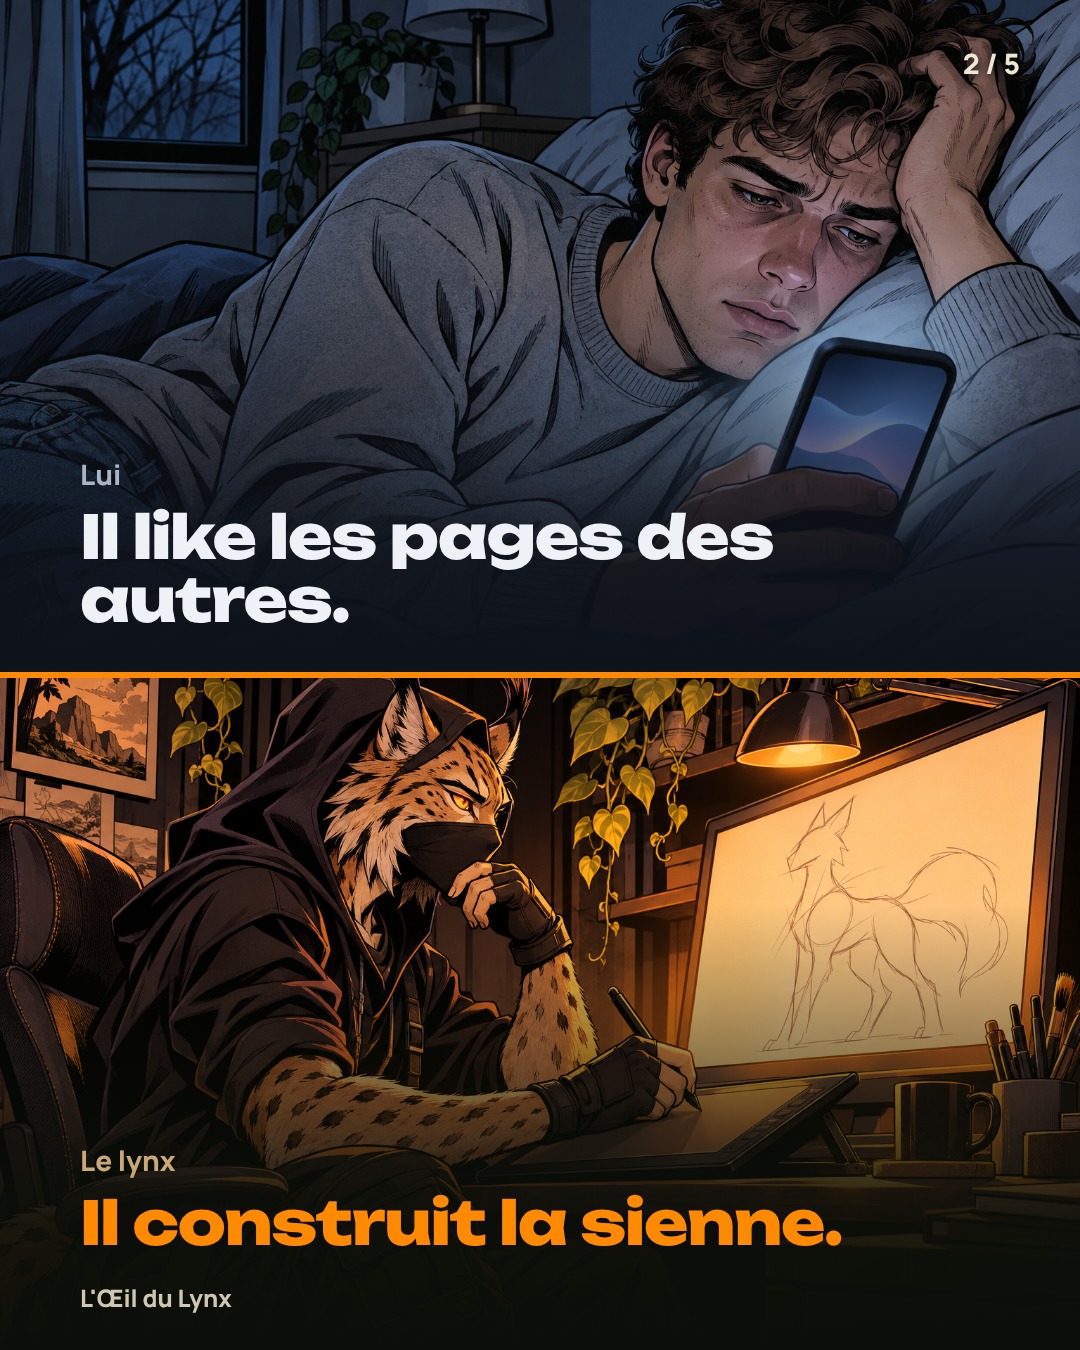 2 / 5
Lui
Il like les pages des
autres.
Le lynx
Il construit la sienne.
L'Œil du Lynx